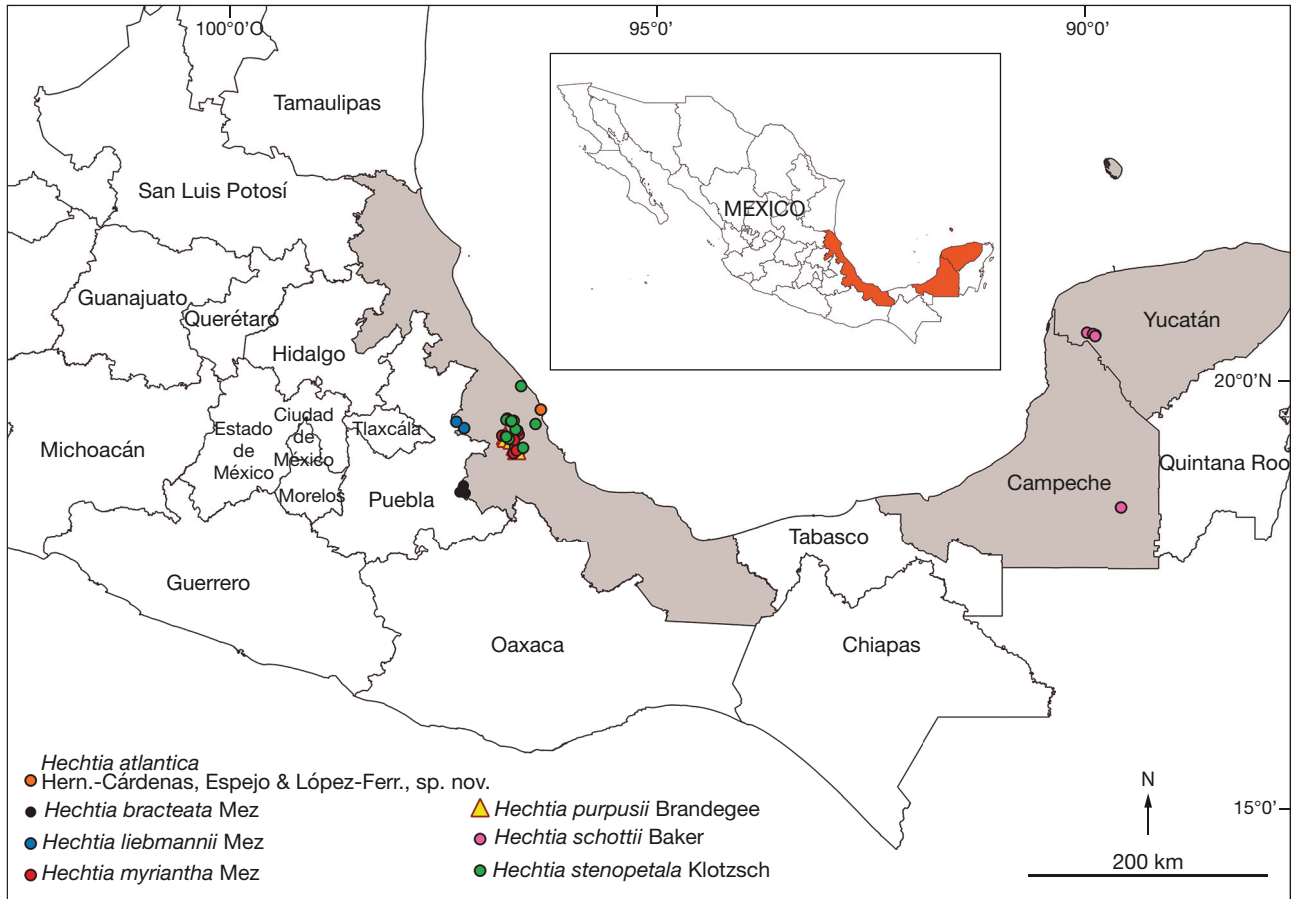 100°0'O
95°0'
90°0'
Tamaulipas
San Luis Potosí
MEXICO
Guanajuato
Querétaro
Hidalgo
Yucatán
20°0'N
Michoacán
Estado
de
México
Ciudad
de
México
Tlaxcála
Morelos
Puebla
Campeche
Quintana Roo
Tabasco
Guerrero
Oaxaca
Chiapas
Hechtia atlantica
Hern.-Cárdenas, Espejo & López-Ferr., sp. nov.
Hechtia bracteata Mez
Hechtia liebmannii Mez
Hechtia myriantha Mez
Hechtia purpusii Brandegee
Hechtia schottii Baker
Hechtia stenopetala Klotzsch
N
15°0'
200 km